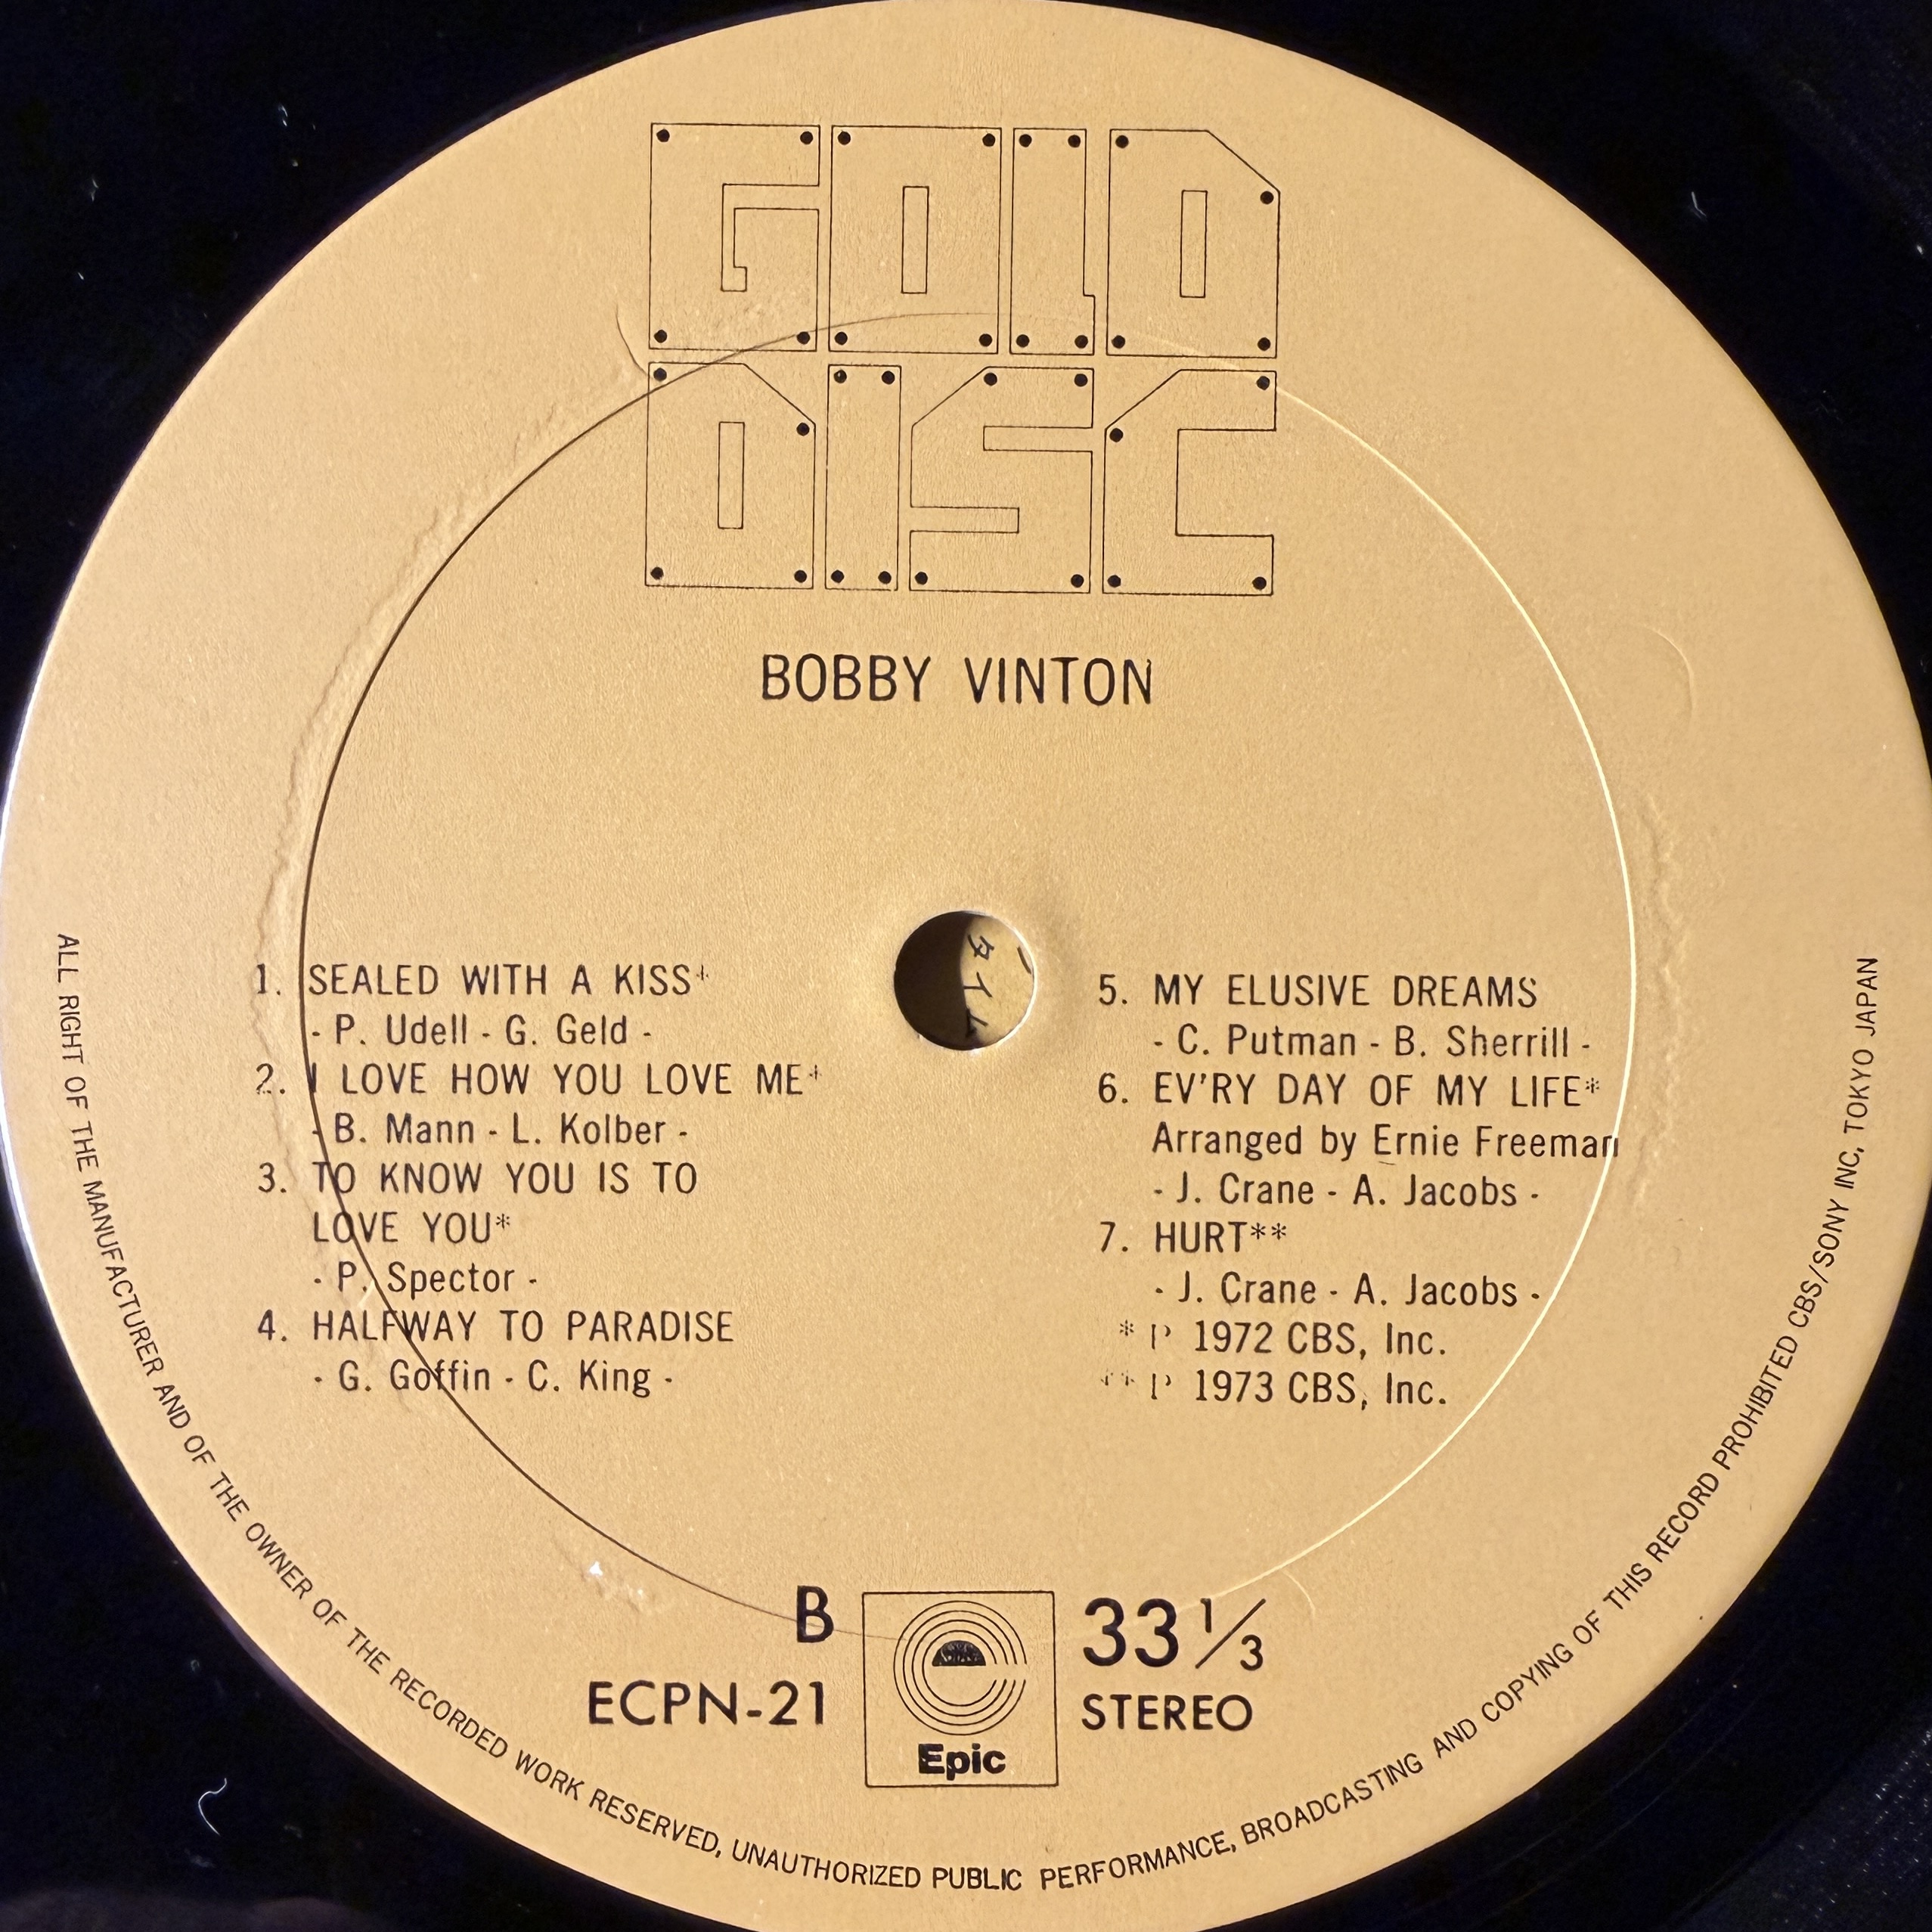 GOLD
DISC
BOBBY VINTON
1. SEALED WITH A KISS*
- P. Udell - G. Geld -
2. I LOVE HOW YOU LOVE ME*
- B. Mann - L. Kolber -
3. TO KNOW YOU IS TO
LOVE YOU*
- P. Spector -
4. HALFWAY TO PARADISE
- G. Goffin - C. King -
5. MY ELUSIVE DREAMS
- C. Putman - B. Sherrill -
6. EV'RY DAY OF MY LIFE*
Arranged by Ernie Freeman
- J. Crane - A. Jacobs -
7. HURT**
- J. Crane - A. Jacobs -
* P 1972 CBS, Inc.
** P 1973 CBS, Inc.
B
ECPN-21
Epic
33 1/3
STEREO
ALL RIGHT OF THE MANUFACTURER AND OF THE OWNER OF THE RECORDED WORK RESERVED, UNAUTHORIZED PUBLIC PERFORMANCE, BROADCASTING AND COPYING OF THIS RECORD PROHIBITED CBS/SONY INC, TOKYO JAPAN